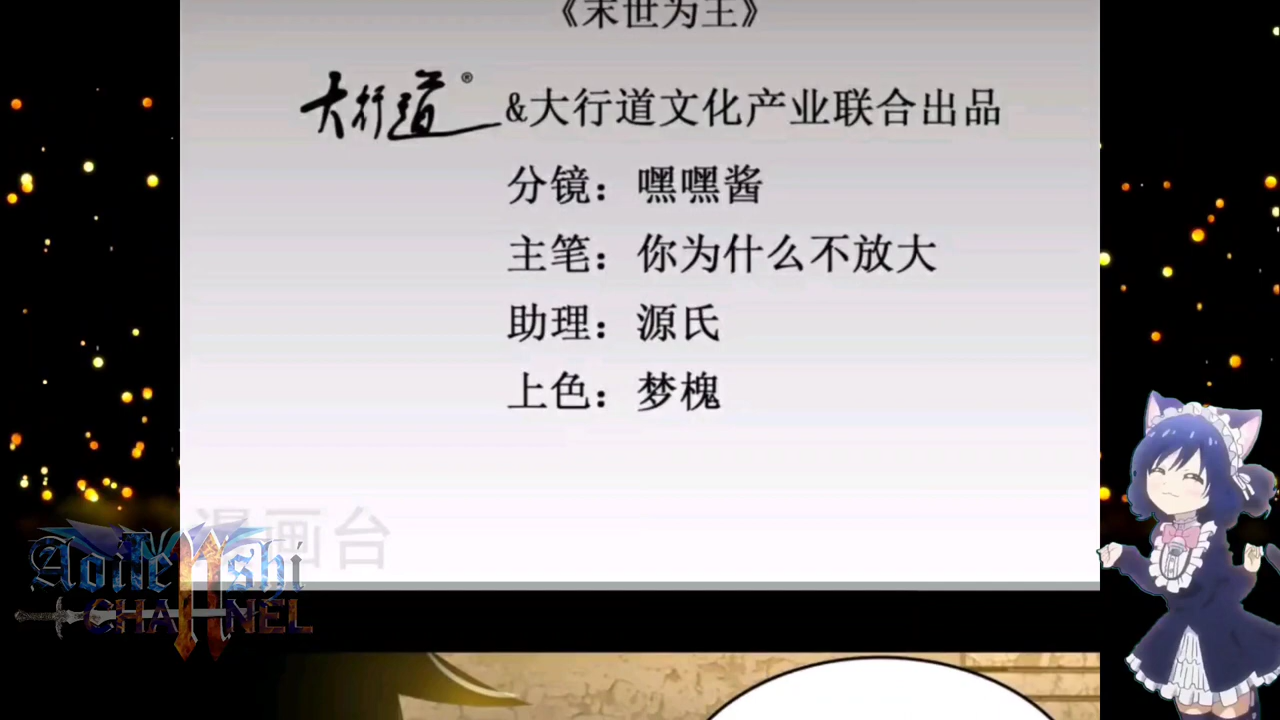 《末世为王》
大行道® &大行道文化产业联合出品
分镜：嘿嘿酱
主笔：你为什么不放大
助理：源氏
上色：梦槐
漫画台
Aoitenshi
CHANNEL